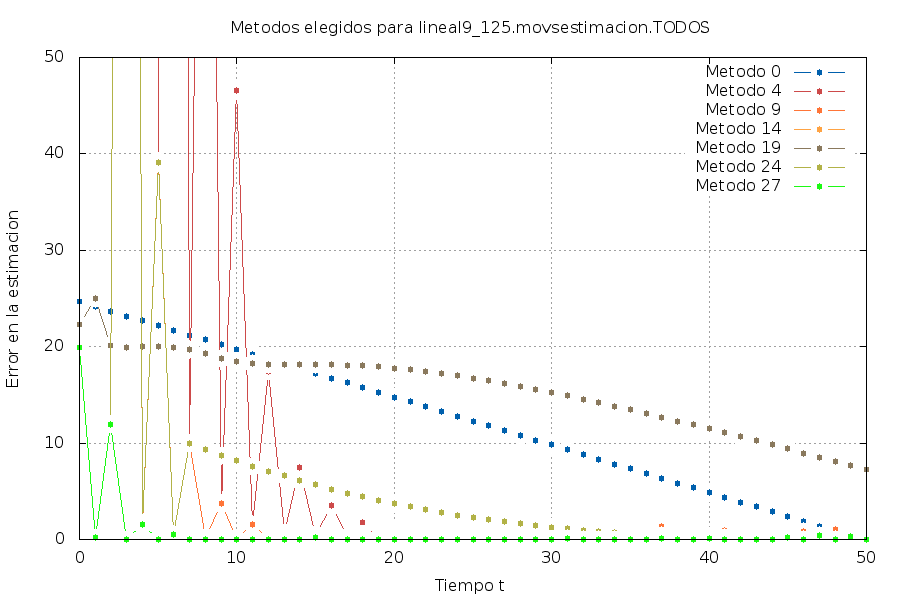 Metodos elegidos para lineal9_125.movsestimacion.TODOS
Error en la estimacion
50
40
30
20
10
0
Metodo 0
Metodo 4
Metodo 9
Metodo 14
Metodo 19
Metodo 24
Metodo 27
0 10 20 30 40 50
Tiempo t